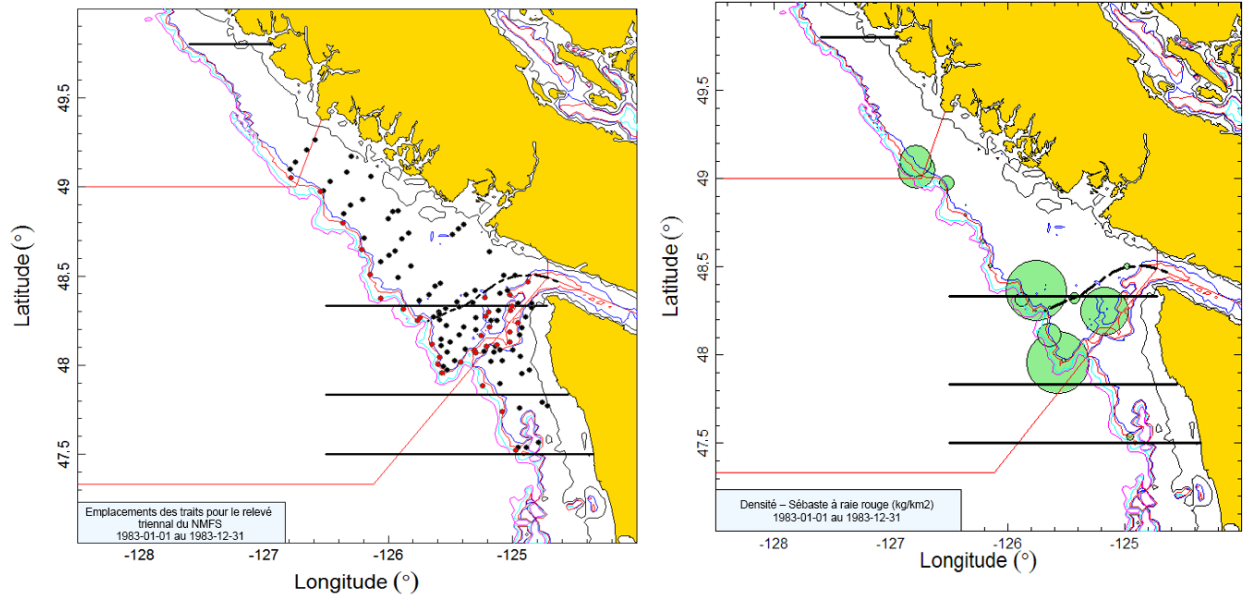 49.5
49
48.5
48
47.5
Latitude (°)
-128
-127
-126
-125
Longitude (°)
Emplacements des traits pour le relevé
triennal du NMFS
1983-01-01 au 1983-12-31
49.5
49
48.5
48
47.5
Latitude (°)
-128
-127
-126
-125
Longitude (°)
Densité – Sébaste à raie rouge (kg/km2)
1983-01-01 au 1983-12-31